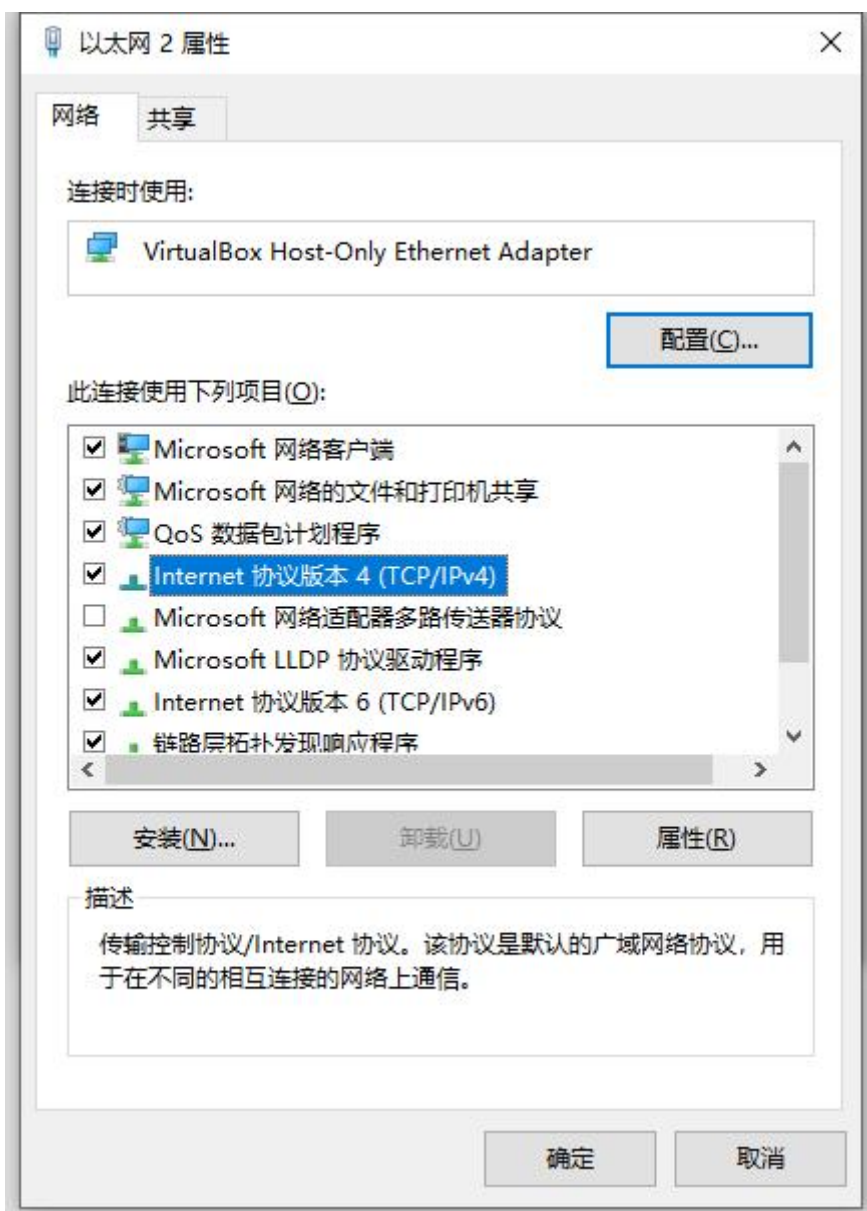 以太网 2 属性
网络
共享
连接时使用:
VirtualBox Host-Only Ethernet Adapter
配置(C)...
此连接使用下列项目(O):
Microsoft 网络客户端
Microsoft 网络的文件和打印机共享
QoS 数据包计划程序
Internet 协议版本 4 (TCP/IPv4)
Microsoft 网络适配器多路传送器协议
Microsoft LLDP 协议驱动程序
Internet 协议版本 6 (TCP/IPv6)
链路层拓扑发现响应程序
安装(N)...
卸载(U)
属性(R)
描述
传输控制协议/Internet 协议。该协议是默认的广域网络协议，用
于在不同的相互连接的网络上通信。
确定
取消